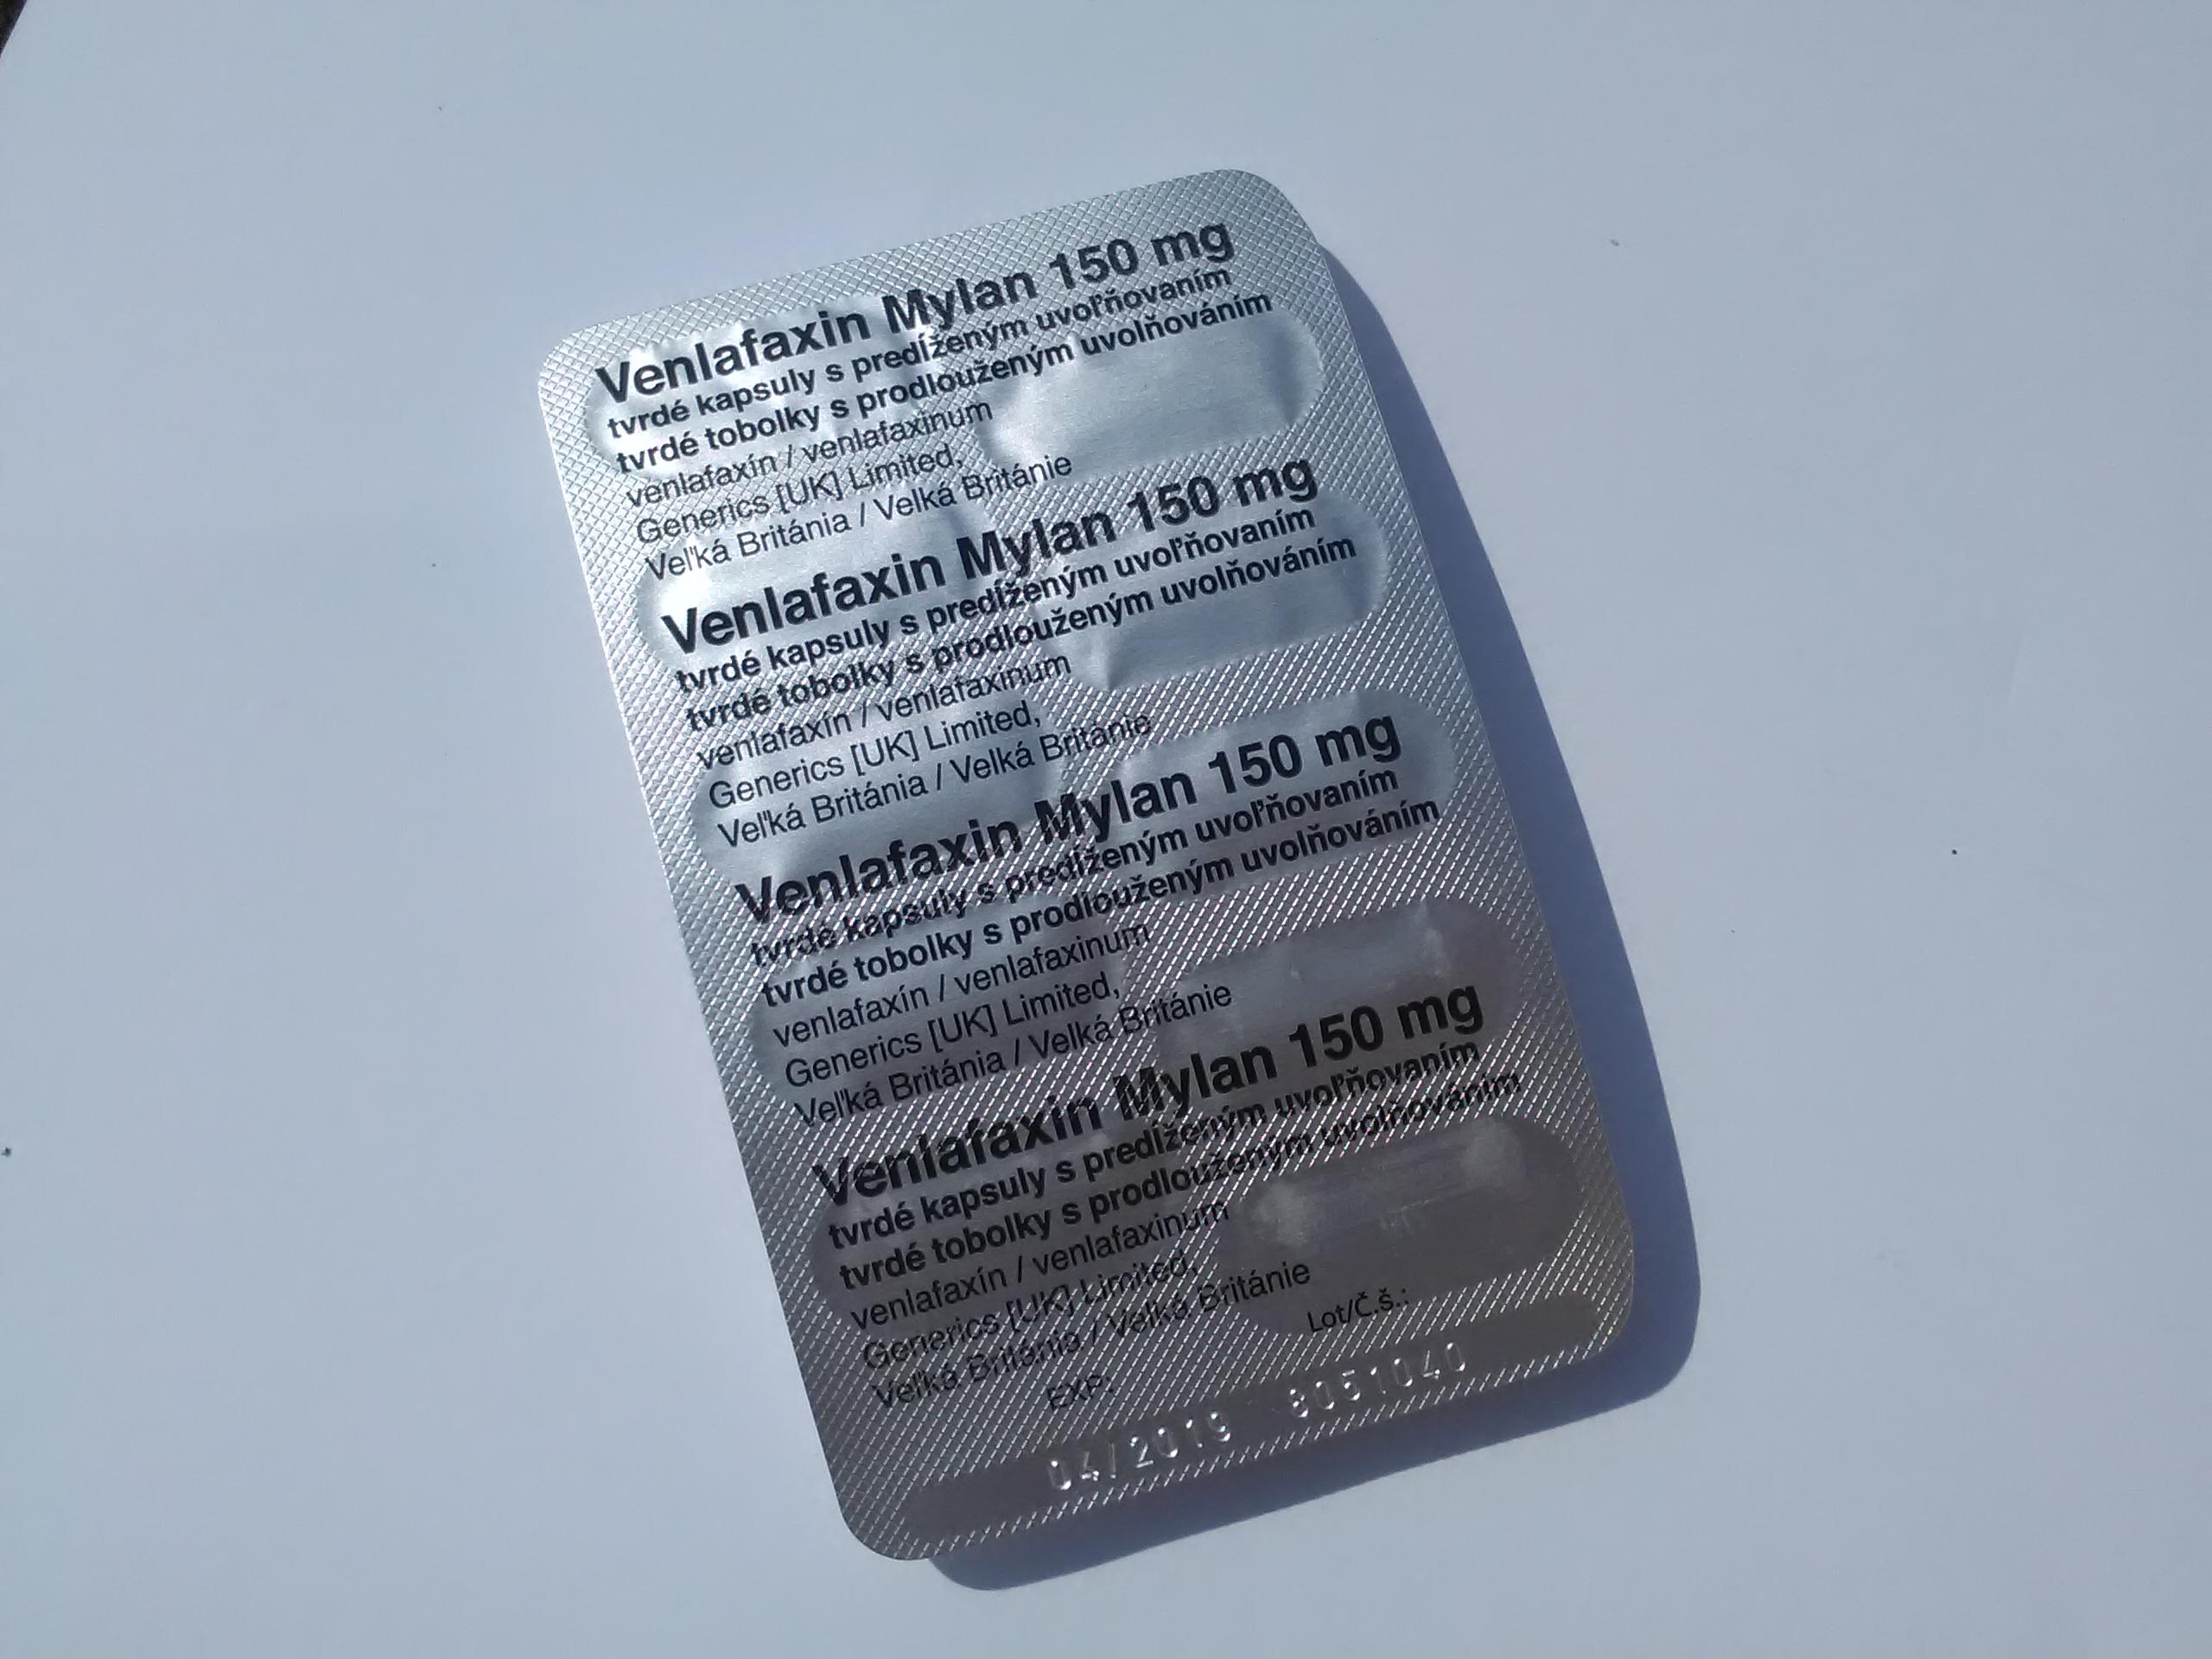 Venlafaxin Mylan 150 mg
tvrdé kapsuly s predĺženým uvoľňovaním
tvrdé tobolky s prodlouženým uvolňováním
venlafaxín / venlafaxinum
Generics [UK] Limited,
Veľká Británia / Velká Británie
Venlafaxin Mylan 150 mg
tvrdé kapsuly s predĺženým uvoľňovaním
tvrdé tobolky s prodlouženým uvolňováním
venlafaxín / venlafaxinum
Generics [UK] Limited,
Veľká Británia / Velká Británie
Venlafaxin Mylan 150 mg
tvrdé kapsuly s predĺženým uvoľňovaním
tvrdé tobolky s prodlouženým uvolňováním
venlafaxín / venlafaxinum
Generics [UK] Limited,
Veľká Británia / Velká Británie
Venlafaxin Mylan 150 mg
tvrdé kapsuly s predĺženým uvoľňovaním
tvrdé tobolky s prodlouženým uvolňováním
venlafaxín / venlafaxinum
Generics [UK] Limited,
Veľká Británia / Velká Británie
EXP: Lot/Č.š.:
04/2019 8051040